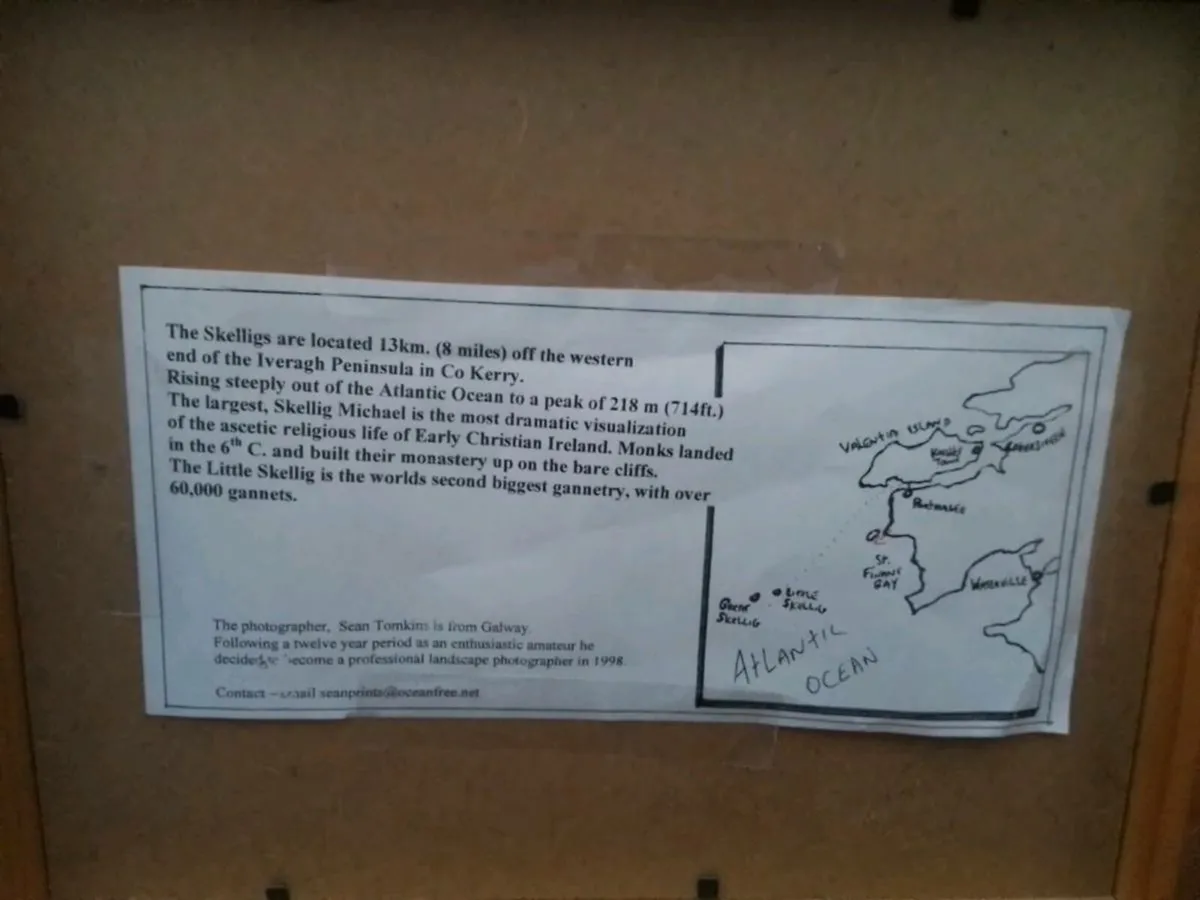 The Skelligs are located 13km. (8 miles) off the western
end of the Iveragh Peninsula in Co Kerry.
Rising steeply out of the Atlantic Ocean to a peak of 218 m (714ft.)
The largest, Skellig Michael is the most dramatic visualization
of the ascetic religious life of Early Christian Ireland. Monks landed
in the 6th C. and built their monastery up on the bare cliffs.
The Little Skellig is the worlds second biggest gannetry, with over
60,000 gannets.
The photographer, Sean Tomkins is from Galway
Following a twelve year period as an enthusiastic amateur he
decided become a professional landscape photographer in 1998
Contact – email seanprints@oceanfree.net
VALENTIA ISLAND
PORTMAGEE
ST.
BAY
WATERVILLE
LITTLE
SKELLIG
GREAT
SKELLIG
ATLANTIC
OCEAN